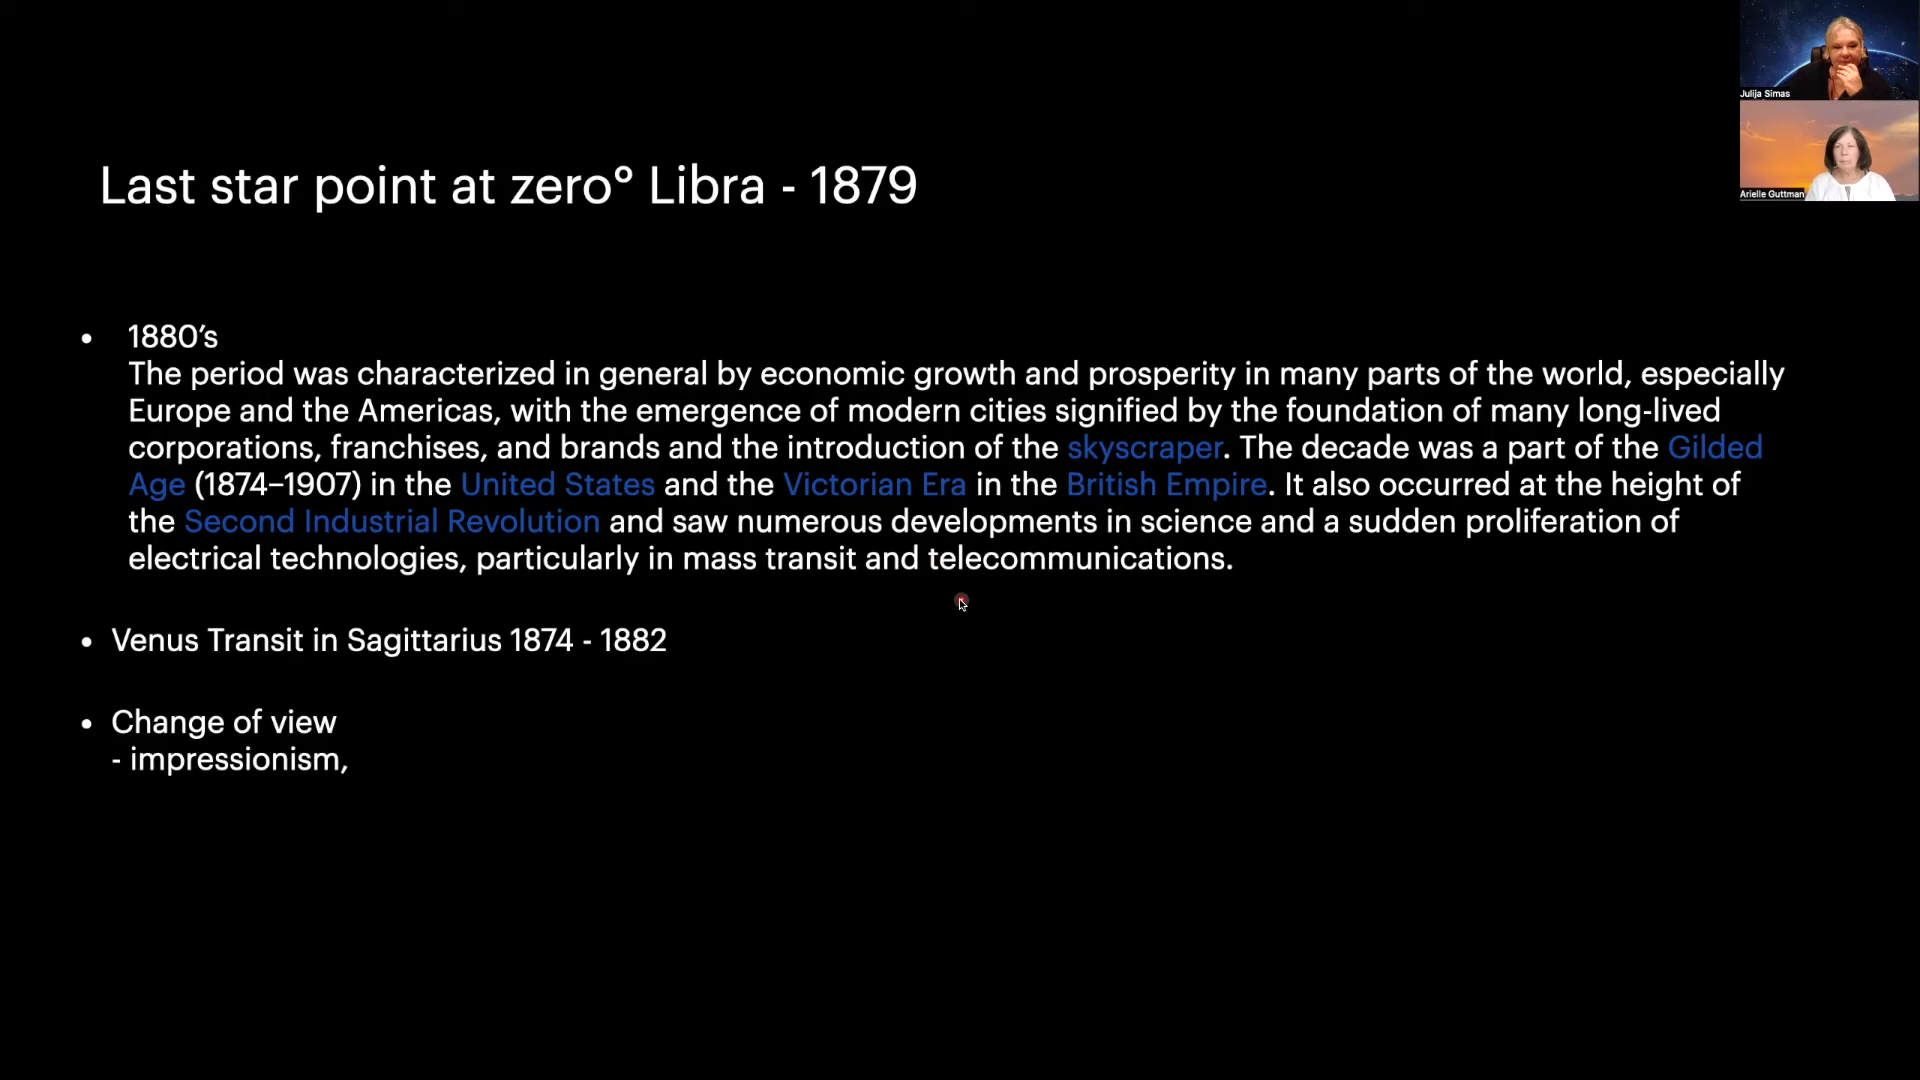 Julija Simas
Arielle Guttman
Last star point at zero° Libra - 1879
• 1880’s
The period was characterized in general by economic growth and prosperity in many parts of the world, especially
Europe and the Americas, with the emergence of modern cities signified by the foundation of many long-lived
corporations, franchises, and brands and the introduction of the skyscraper. The decade was a part of the Gilded
Age (1874–1907) in the United States and the Victorian Era in the British Empire. It also occurred at the height of
the Second Industrial Revolution and saw numerous developments in science and a sudden proliferation of
electrical technologies, particularly in mass transit and telecommunications.
• Venus Transit in Sagittarius 1874 - 1882
• Change of view
- impressionism,